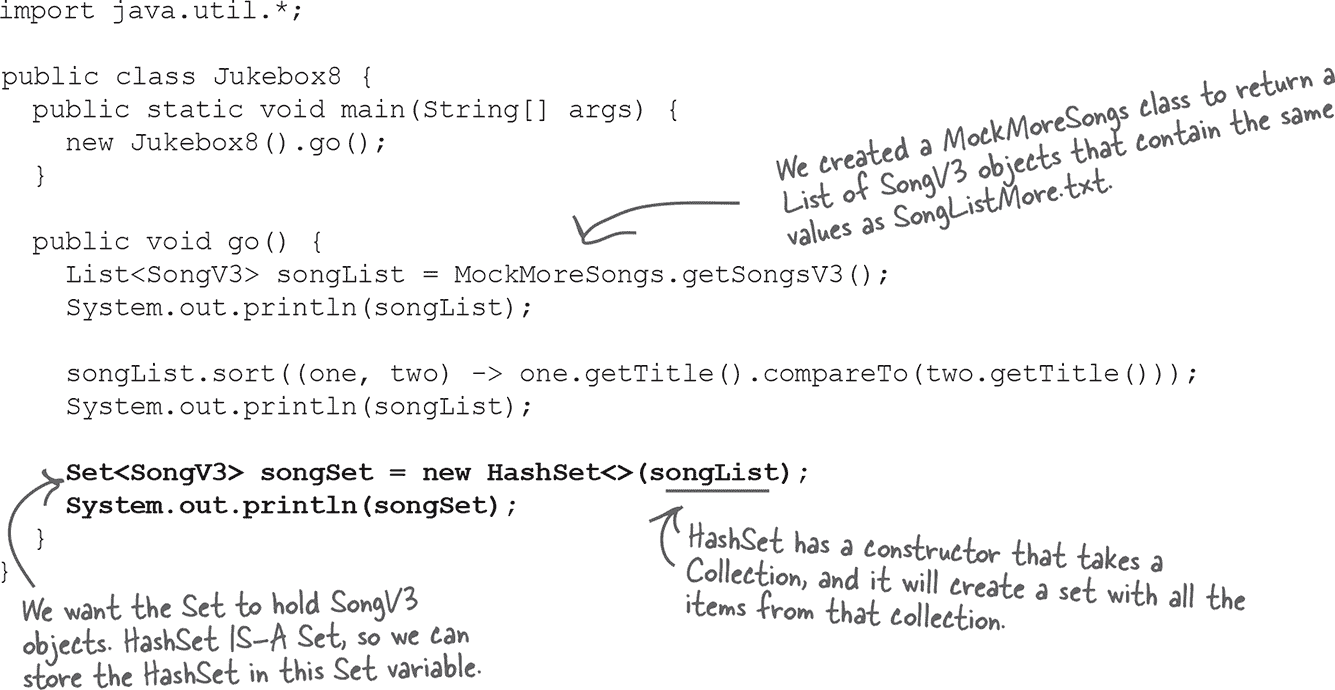 import java.util.*;
public class Jukebox8 {
public static void main(String[] args) {
new Jukebox8().go();
}
We created a MockMoreSongs class to return a
List of SongV3 objects that contain the same
values as SongListMore.txt.
public void go() {
List<SongV3> songList = MockMoreSongs.getSongsV3();
System.out.println(songList);
songList.sort((one, two) -> one.getTitle().compareTo(two.getTitle()));
System.out.println(songList);
Set<SongV3> songSet = new HashSet<>(songList);
System.out.println(songSet);
}
}
HashSet has a constructor that takes a
Collection, and it will create a set with all the
items from that collection.
We want the Set to hold SongV3
objects. HashSet IS-A Set, so we can
store the HashSet in this Set variable.